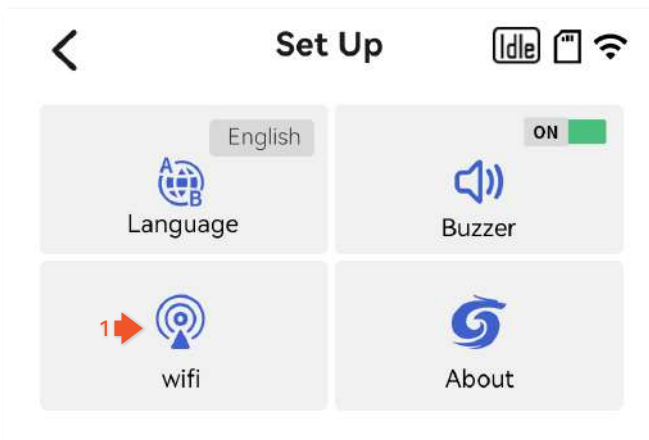 Set Up
Idle
English
A
B
Language
ON
Buzzer
1
wifi
About